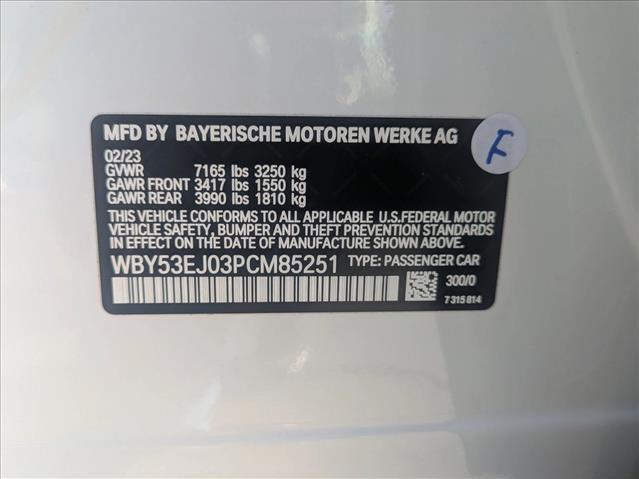 MFD BY BAYERISCHE MOTOREN WERKE AG
F
02/23
GVWR 7165 lbs 3250 kg
GAWR FRONT 3417 lbs 1550 kg
GAWR REAR 3990 lbs 1810 kg
THIS VEHICLE CONFORMS TO ALL APPLICABLE U.S.FEDERAL MOTOR
VEHICLE SAFETY, BUMPER AND THEFT PREVENTION STANDARDS
IN EFFECT ON THE DATE OF MANUFACTURE SHOWN ABOVE.
WBY53EJ03PCM85251 TYPE: PASSENGER CAR
300/0
7 315 814